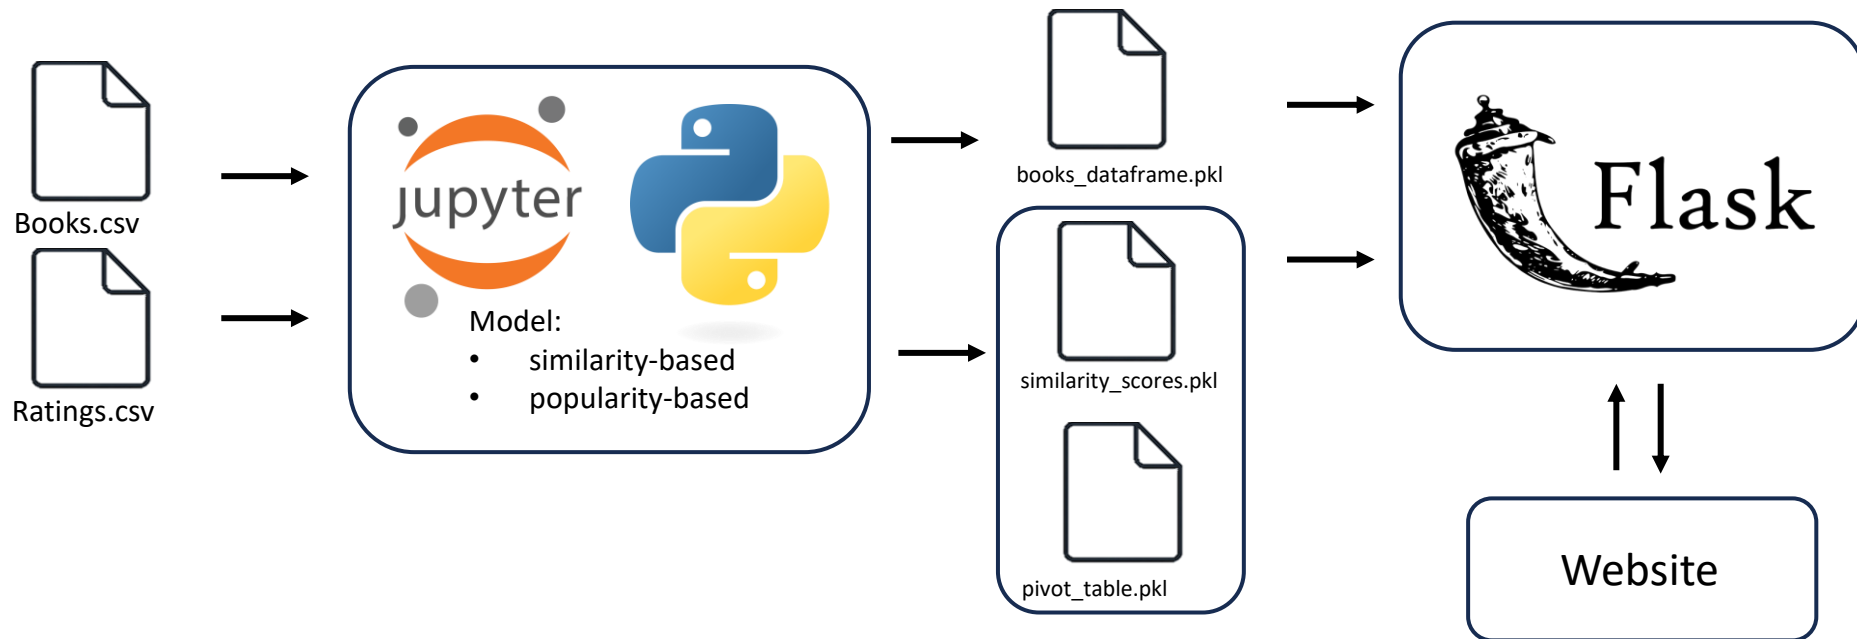 Books.csv
Ratings.csv
jupyter
Model:
• similarity-based
• popularity-based
books_dataframe.pkl
similarity_scores.pkl
pivot_table.pkl
Flask
Website